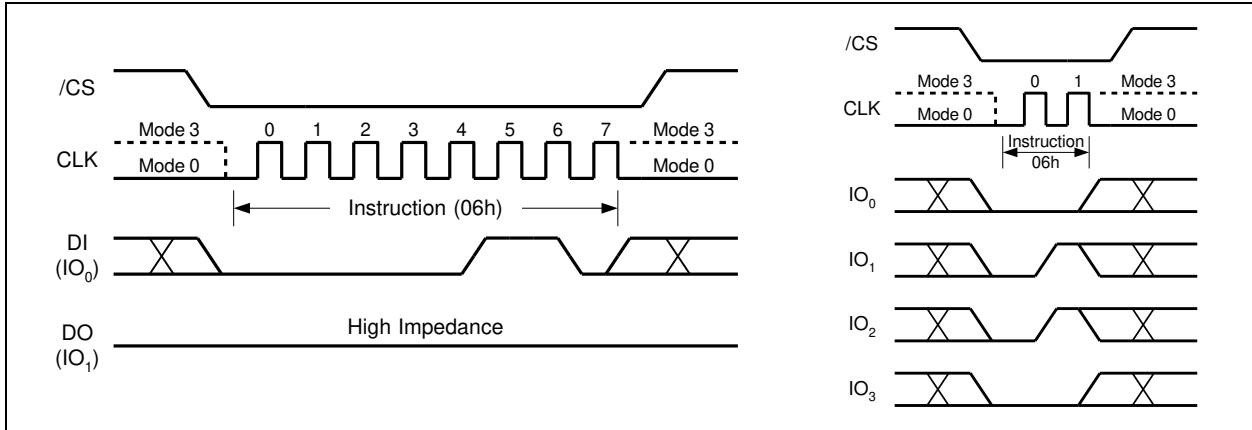 /CS
Mode 3 0 1 2 3 4 5 6 7 Mode 3
CLK
Mode 0 Mode 0
Instruction (06h)
DI
(IO0)
High Impedance
DO
(IO1)
/CS
Mode 3 0 1 Mode 3
CLK
Mode 0 Mode 0
Instruction
06h
IO0
IO1
IO2
IO3